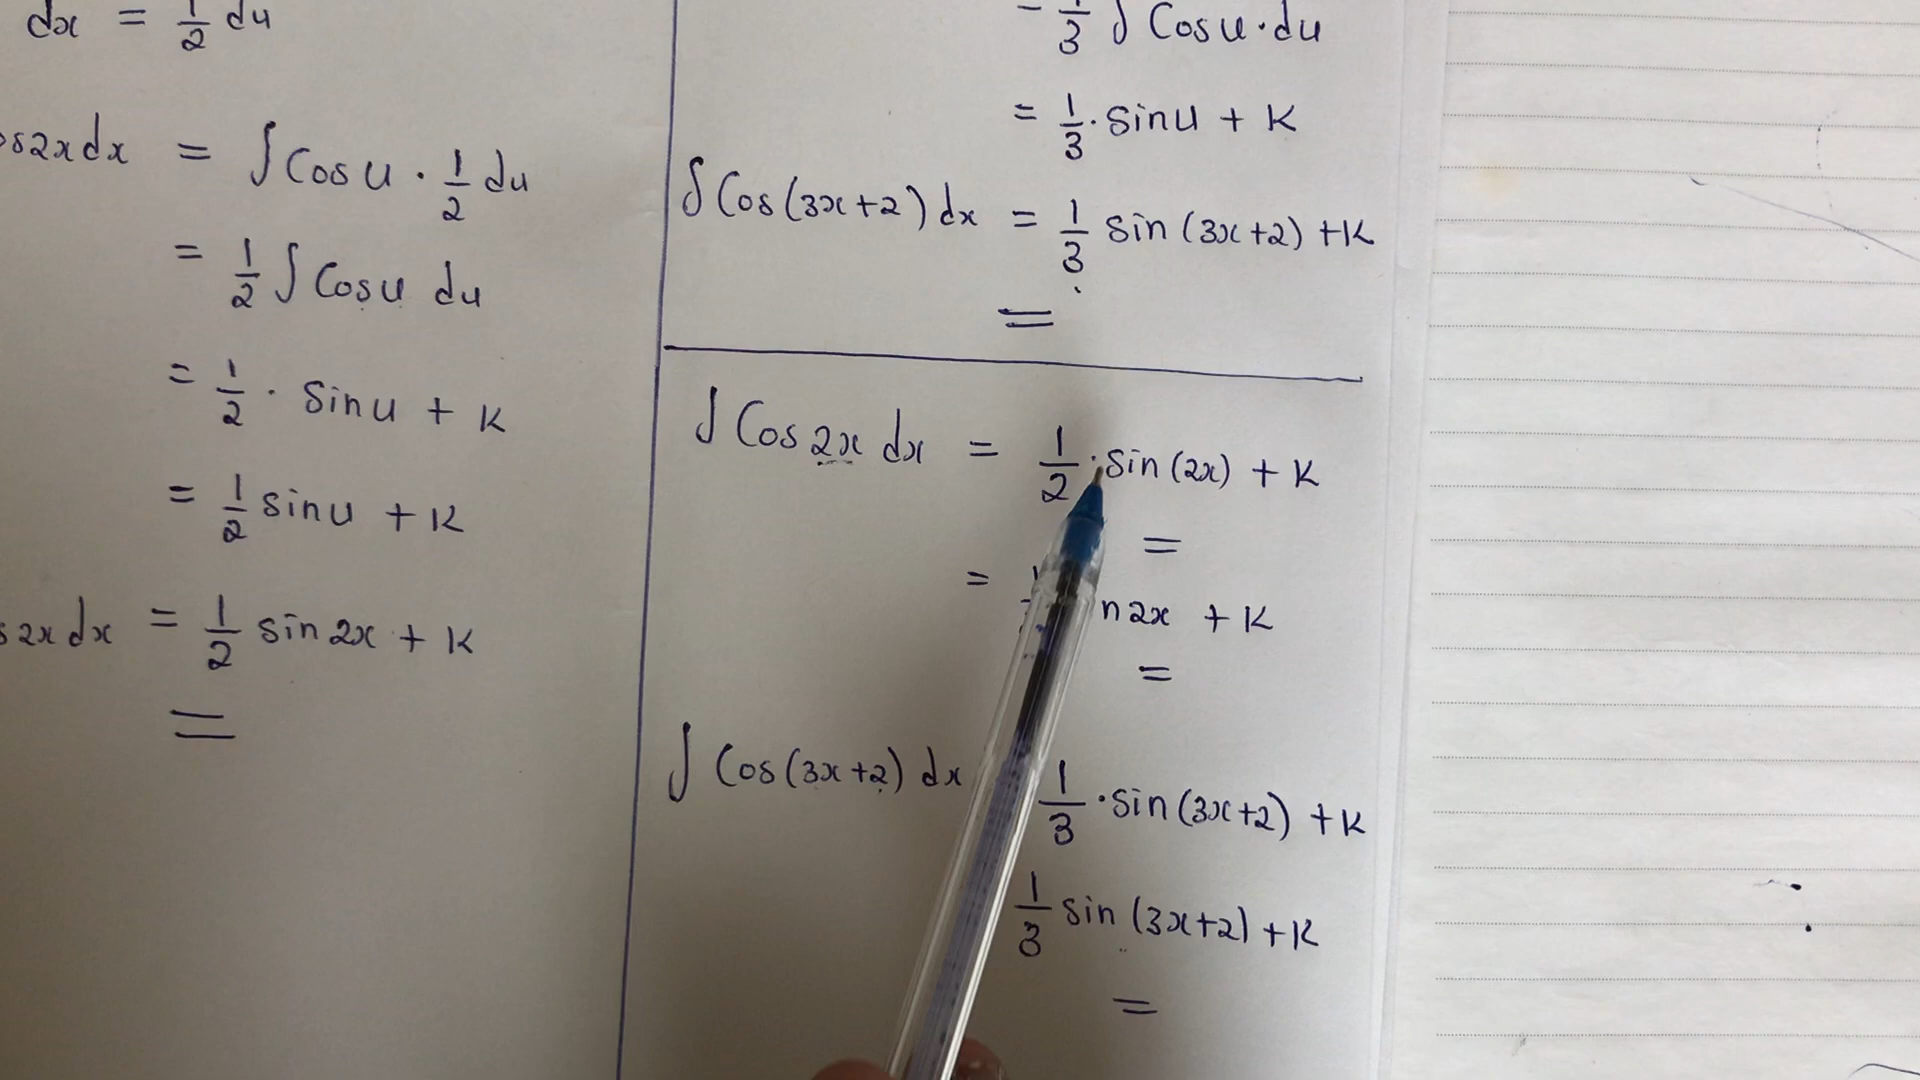 dx = 1/2 du
s2x dx = ∫ Cos u · 1/2 du
= 1/2 ∫ Cos u du
= 1/2 · Sin u + K
= 1/2 sin u + K
2x dx = 1/2 sin 2x + K
=
1/3 ∫ Cos u · du
= 1/3 · Sin u + K
∫ Cos (3x+2) dx = 1/3 Sin (3x+2) + K
=
∫ Cos 2x dx = 1/2 · Sin (2x) + K
=
= n 2x + K
=
∫ Cos (3x+2) dx 1/3 · Sin (3x+2) + K
1/3 Sin (3x+2) + K
=